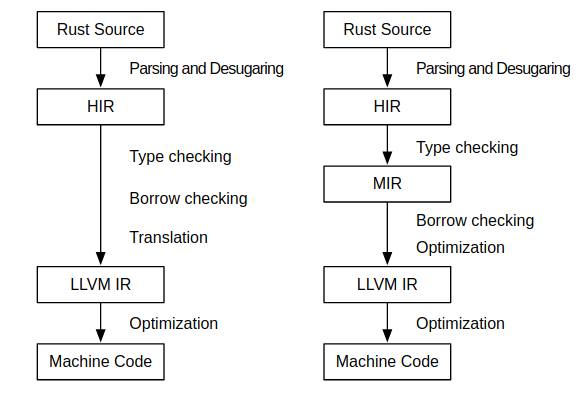 Rust Source
Parsing and Desugaring
HIR
Type checking
Borrow checking
Translation
LLVM IR
Optimization
Machine Code
Rust Source
Parsing and Desugaring
HIR
Type checking
MIR
Borrow checking
Optimization
LLVM IR
Optimization
Machine Code